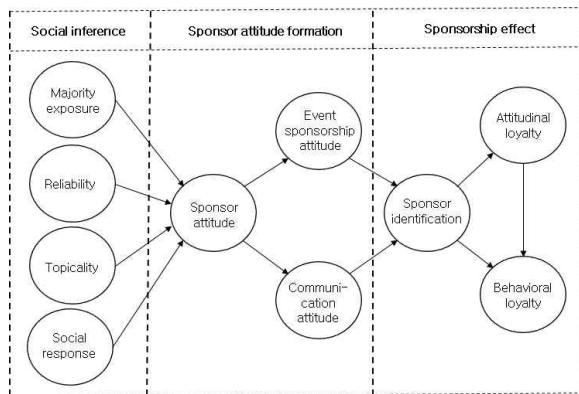 Social inference
Sponsor attitude formation
Sponsorship effect
Majority
exposure
Reliability
Topicality
Social
response
Sponsor
attitude
Event
sponsorship
attitude
Communi-
cation
attitude
Sponsor
identification
Attitudinal
loyalty
Behavioral
loyalty